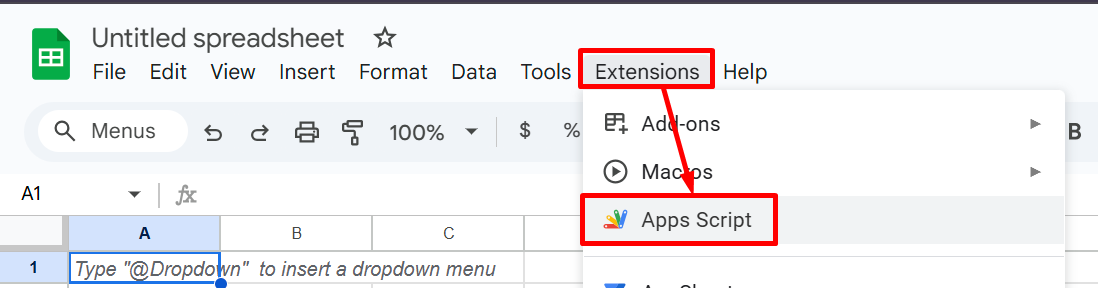 Untitled spreadsheet
File Edit View Insert Format Data Tools Extensions Help
Menus 100% $ % B
Add-ons
Macros
A1 fx
Apps Script
A B C
1 Type "@Dropdown" to insert a dropdown menu